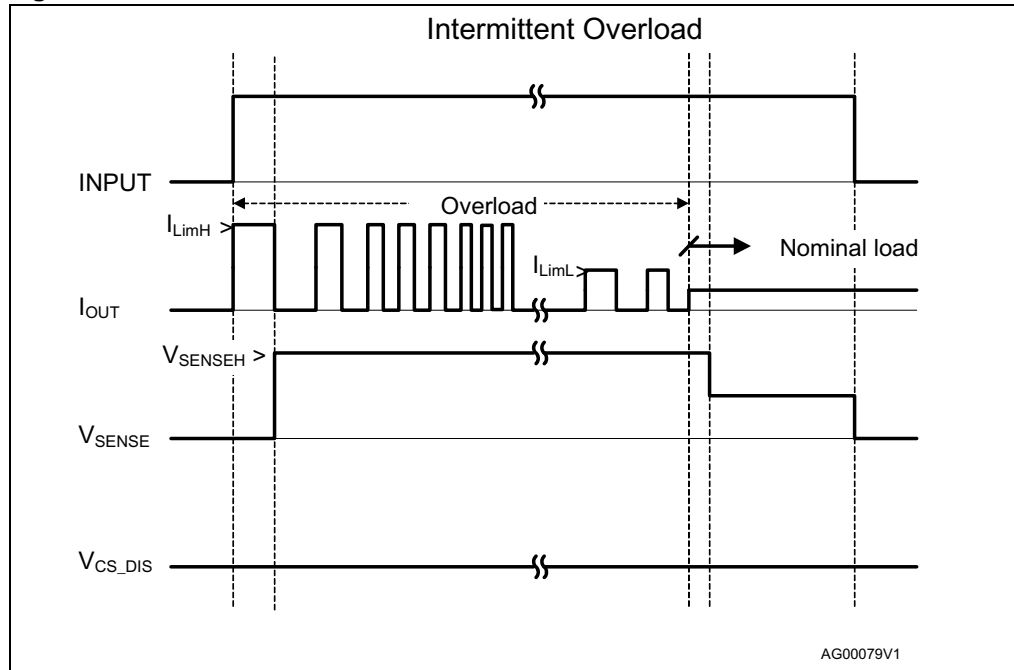 Intermittent Overload
INPUT
Overload
I_LimH >
Nominal load
I_LimL >
I_OUT
V_SENSEH >
V_SENSE
V_CS_DIS
AG00079V1